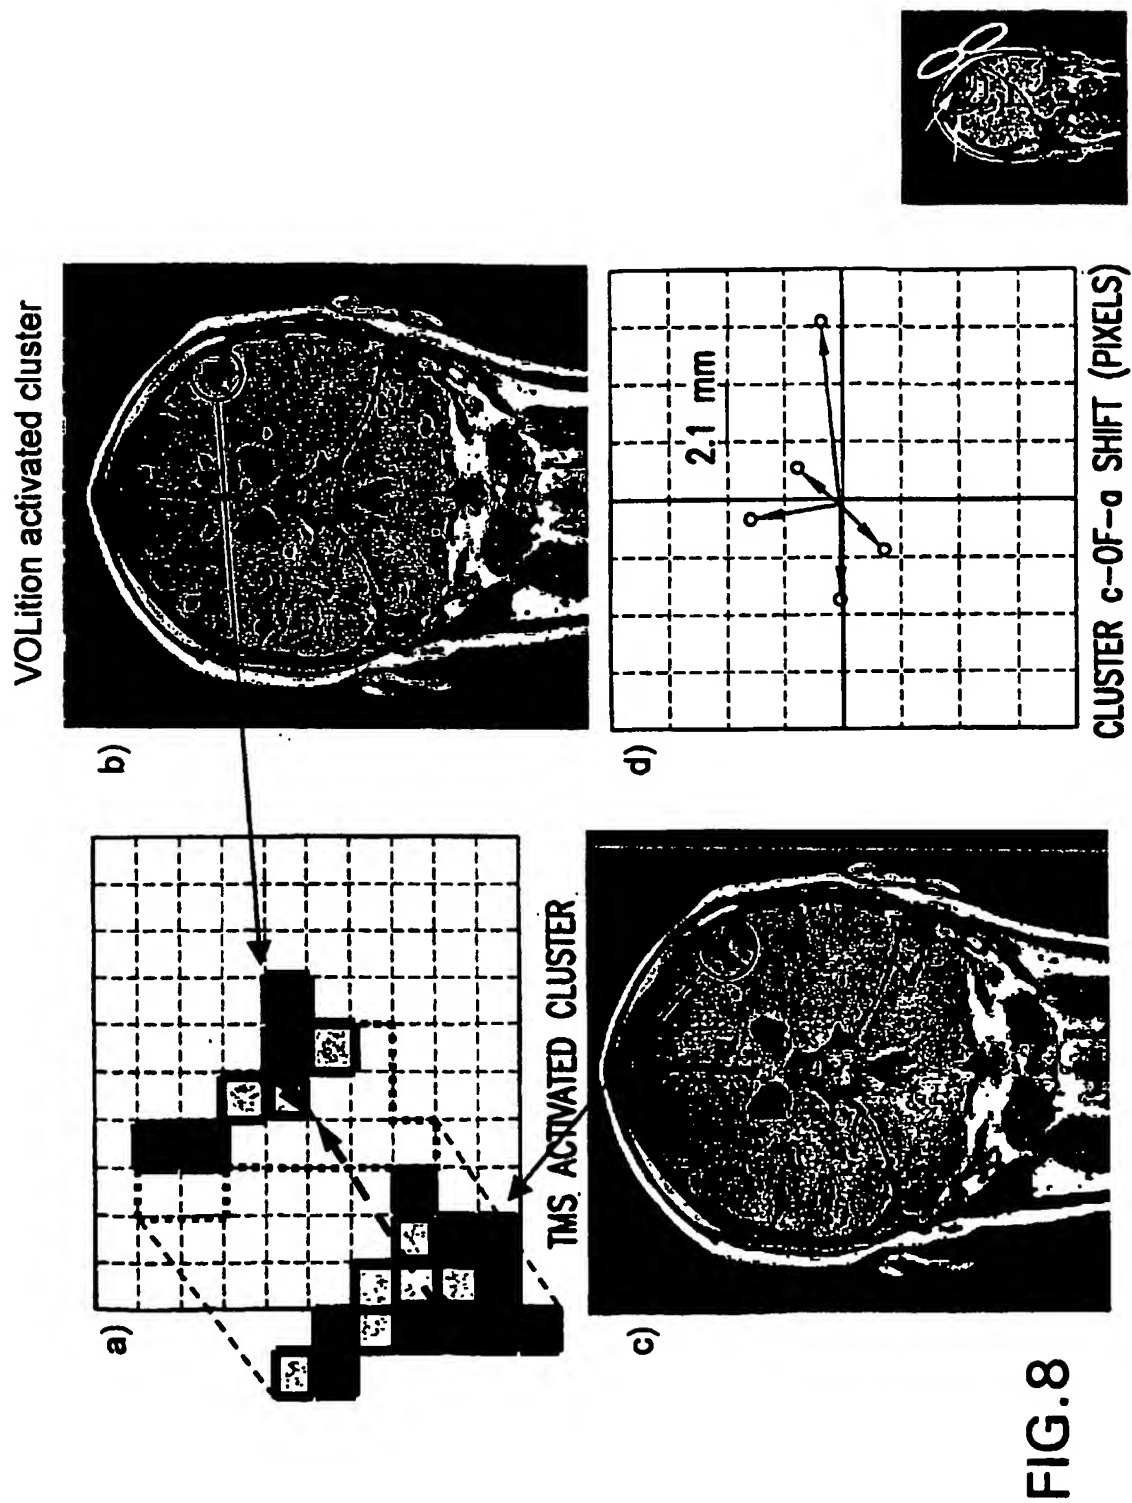 VOLition activated cluster
a)
b)
TMS ACTIVATED CLUSTER
c)
d)
2.1 mm
CLUSTER c-OF-a SHIFT (PIXELS)
FIG.8